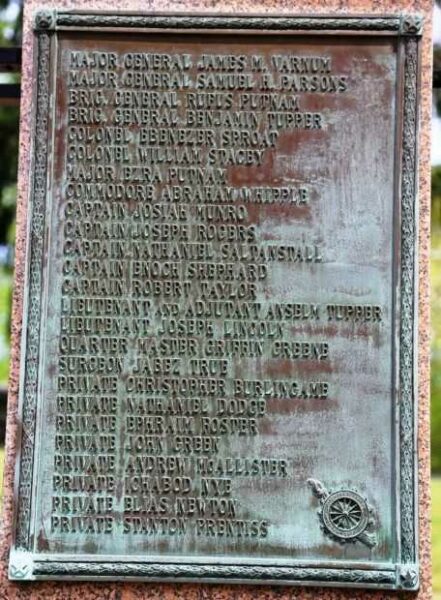 MAJOR GENERAL JAMES M. VARNUM
MAJOR GENERAL SAMUEL H. PARSONS
BRIG. GENERAL RUFUS PUTNAM
BRIG. GENERAL BENJAMIN TUPPER
COLONEL EBENEZER SPROAT
COLONEL WILLIAM STACEY
MAJOR EZRA PUTNAM
COMMODORE ABRAHAM WHIPPLE
CAPTAIN JOSIAH MUNRO
CAPTAIN JOSEPH ROGERS
CAPTAIN NATHANIEL SALTANSTALL
CAPTAIN ENOCH SHEPHARD
CAPTAIN ROBERT TAYLOR
LIEUTENANT AND ADJUTANT ANSELM TUPPER
LIEUTENANT JOSEPH LINCOLN
QUARTER MASTER GRIFFIN GREENE
SURGEON JABEZ TRUE
PRIVATE CHRISTOPHER BURLINGAME
PRIVATE NATHANIEL DODGE
PRIVATE EPHRAIM FOSTER
PRIVATE JOHN GREEN
PRIVATE ANDREW MCALLISTER
PRIVATE ICHABOD NYE
PRIVATE ELIAS NEWTON
PRIVATE STANTON PRENTISS